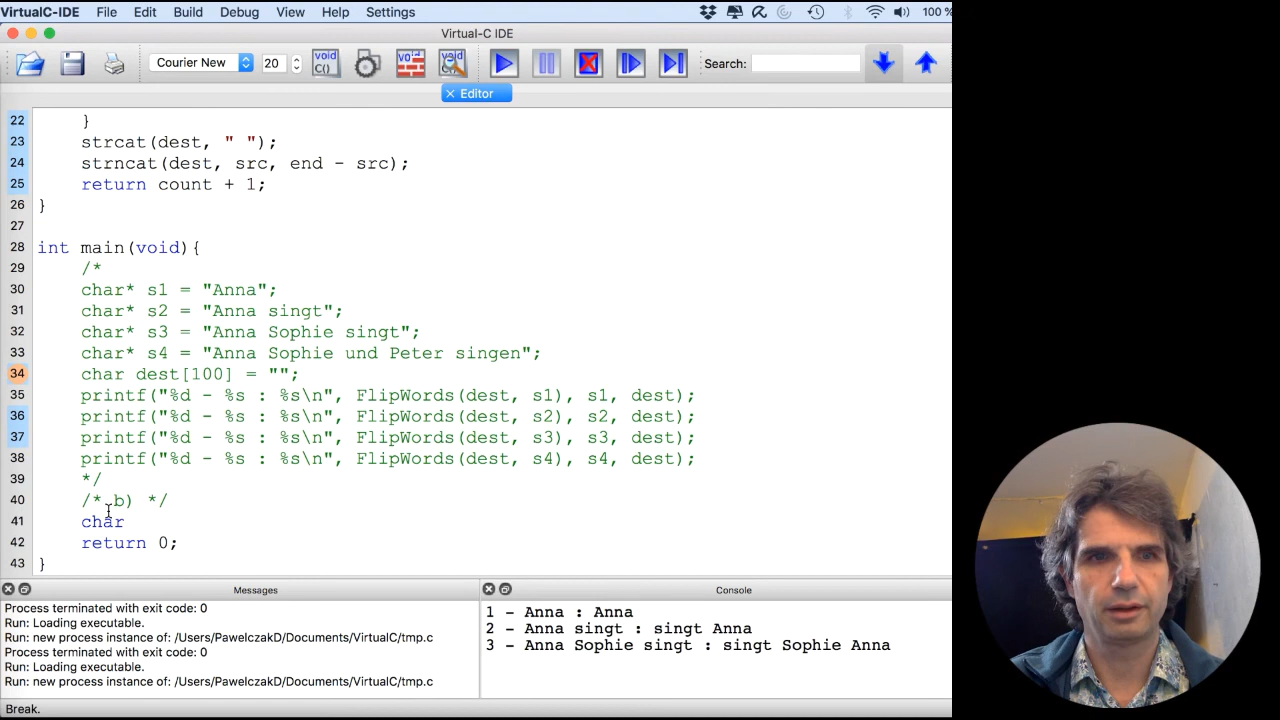 VirtualC-IDE File Edit Build Debug View Help Settings 100 %
Virtual-C IDE
Courier New 20 void C() void void Search:
Editor
22 }
23 strcat(dest, " ");
24 strncat(dest, src, end - src);
25 return count + 1;
26 }
27
28 int main(void){
29 /*
30 char* s1 = "Anna";
31 char* s2 = "Anna singt";
32 char* s3 = "Anna Sophie singt";
33 char* s4 = "Anna Sophie und Peter singen";
34 char dest[100] = "";
35 printf("%d - %s : %s\n", FlipWords(dest, s1), s1, dest);
36 printf("%d - %s : %s\n", FlipWords(dest, s2), s2, dest);
37 printf("%d - %s : %s\n", FlipWords(dest, s3), s3, dest);
38 printf("%d - %s : %s\n", FlipWords(dest, s4), s4, dest);
39 */
40 /* b) */
41 char
42 return 0;
43 }
Messages
Process terminated with exit code: 0
Run: Loading executable.
Run: new process instance of: /Users/PawelczakD/Documents/VirtualC/tmp.c
Process terminated with exit code: 0
Run: Loading executable.
Run: new process instance of: /Users/PawelczakD/Documents/VirtualC/tmp.c
Console
1 - Anna : Anna
2 - Anna singt : singt Anna
3 - Anna Sophie singt : singt Sophie Anna
Break.